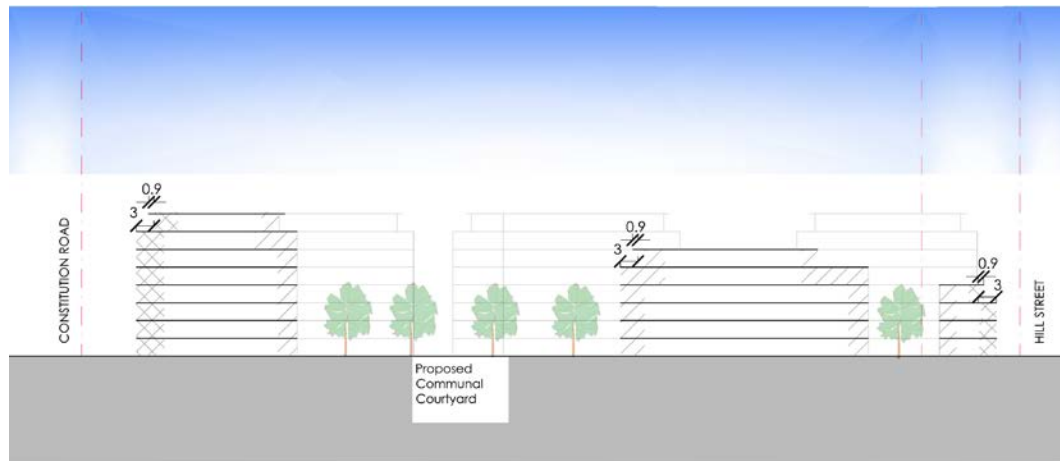 0.9
3
CONSTITUTION ROAD
0.9
3
0.9
3
HILL STREET
Proposed
Communal
Courtyard